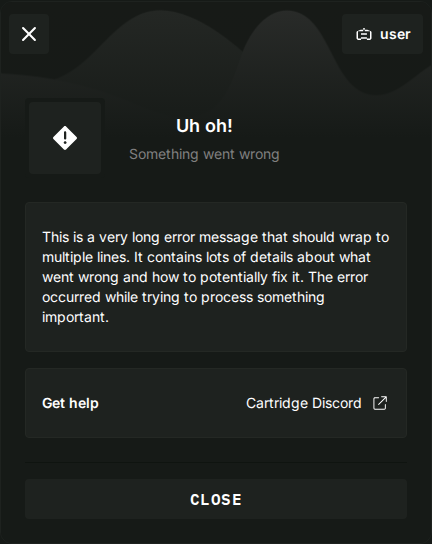 user
Uh oh!
Something went wrong
This is a very long error message that should wrap to
multiple lines. It contains lots of details about what
went wrong and how to potentially fix it. The error
occurred while trying to process something
important.
Get help
Cartridge Discord
CLOSE